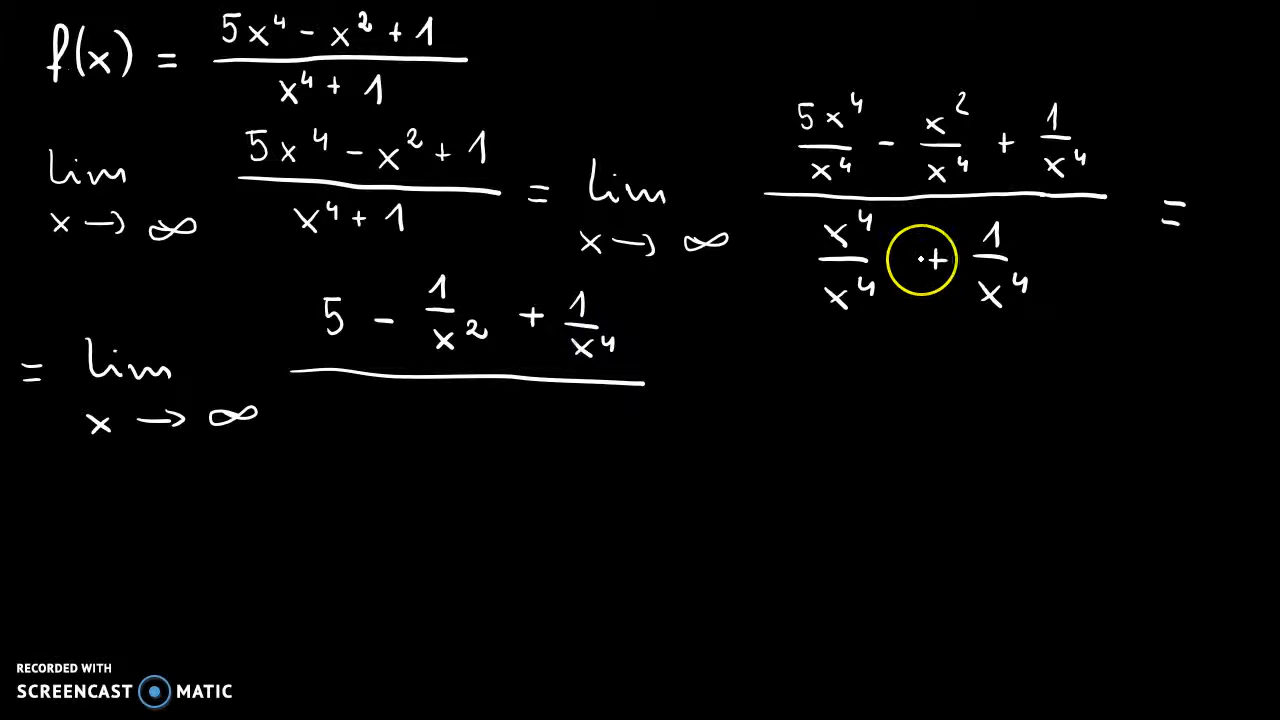 f(x) = (5x⁴ - x² + 1)/(x⁴ + 1)
lim x → ∞ (5x⁴ - x² + 1)/(x⁴ + 1) = lim x → ∞ (5x⁴/x⁴ - x²/x⁴ + 1/x⁴)/(x⁴/x⁴ + 1/x⁴) =
= lim x → ∞ 5 - 1/x² + 1/x⁴
RECORDED WITH
SCREENCAST MATIC